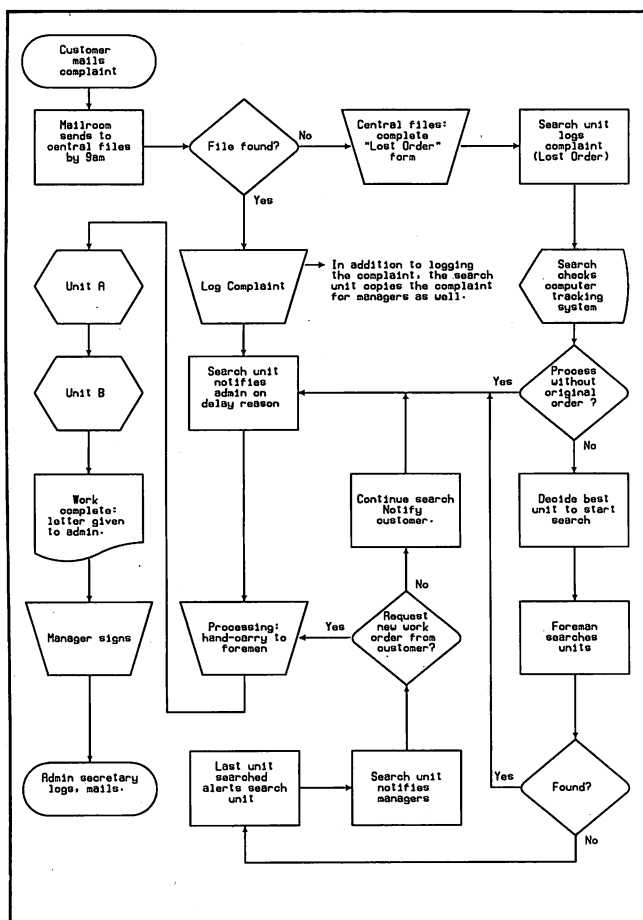 Customer
mails
complaint
Mailroom
sends to
central files
by 9am
File found?
No
Yes
Central files:
complete
"Lost Order"
form
Search unit
logs
complaint
(Lost Order)
Unit A
Log Complaint
In addition to logging
the complaint, the search
unit copies the complaint
for managers as well.
Search
checks
computer
tracking
system
Unit B
Search unit
notifies
admin on
delay reason
Yes
Process
without
original
order ?
No
Work
complete:
letter given
to admin.
Continue search
Notify
customer.
Decide best
unit to start
search
No
Manager signs
Processing:
hand-carry to
foremen
Yes
Request
new work
order from
customer?
Foreman
searches
units
Admin secretary
logs, mails.
Last unit
searched
alerts search
unit
Search unit
notifies
managers
Yes
Found?
No